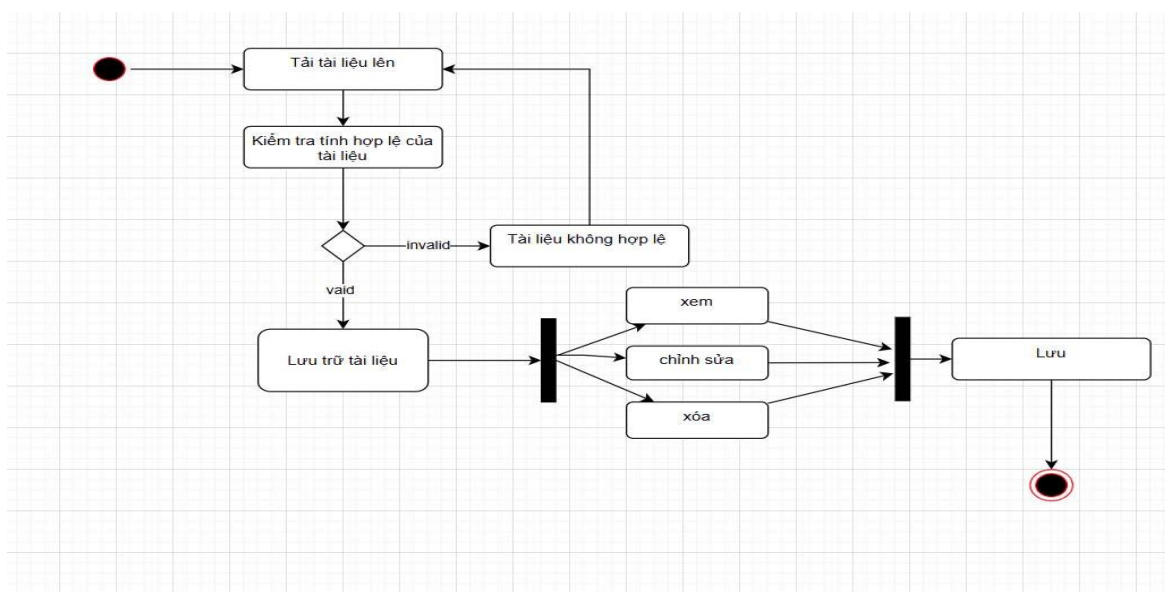 Tải tài liệu lên
Kiểm tra tính hợp lệ của
tài liệu
invalid
Tài liệu không hợp lệ
vaid
Lưu trữ tài liệu
xem
chỉnh sửa
xóa
Lưu